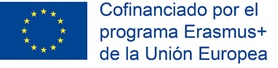 Cofinanciado por el
programa Erasmus+
de la Unión Europea